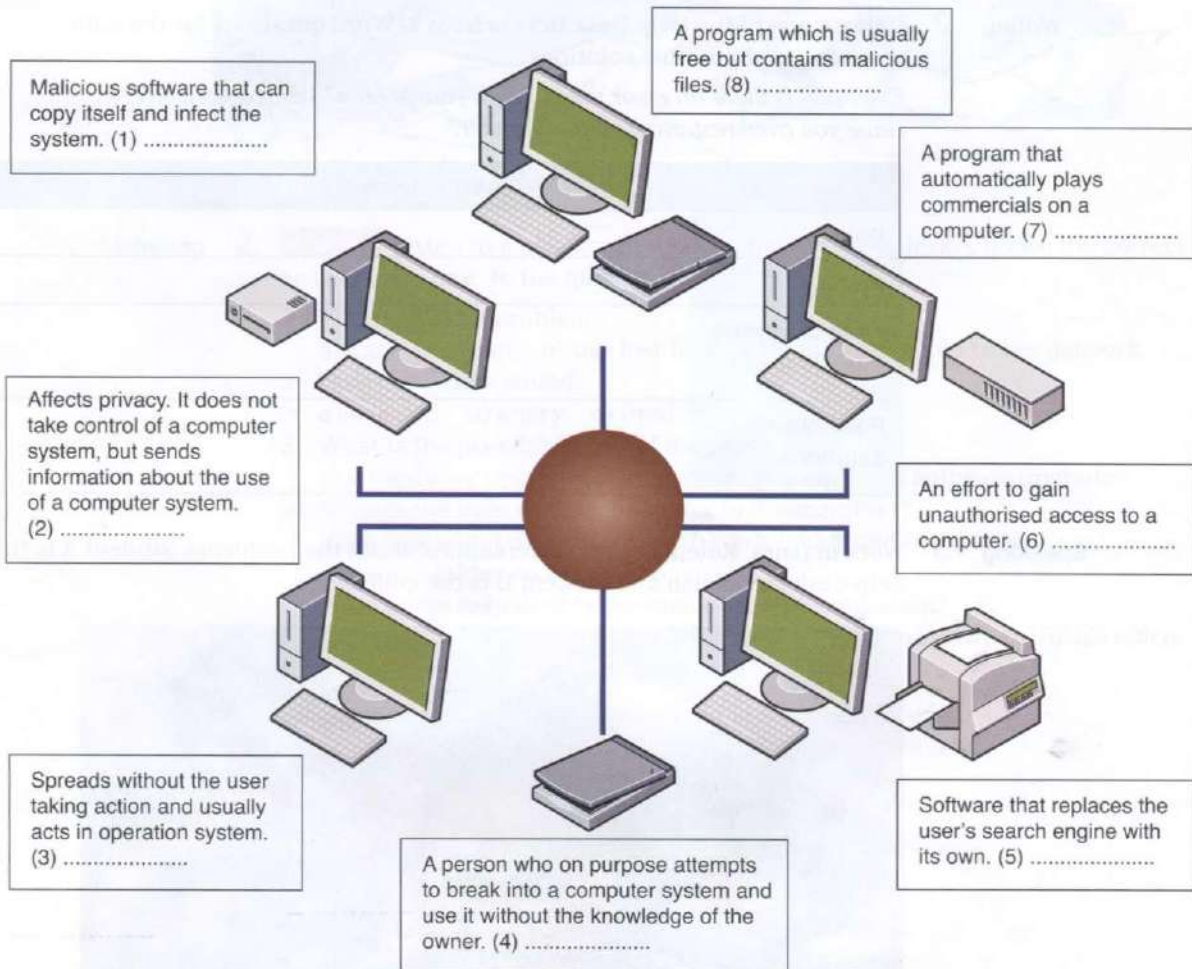 Malicious software that can
copy itself and infect the
system. (1) ......................
A program which is usually
free but contains malicious
files. (8) ......................
A program that
automatically plays
commercials on a
computer. (7) ......................
Affects privacy. It does not
take control of a computer
system, but sends
information about the use
of a computer system.
(2) ......................
An effort to gain
unauthorised access to a
computer. (6) ......................
Spreads without the user
taking action and usually
acts in operation system.
(3) ......................
A person who on purpose attempts
to break into a computer system and
use it without the knowledge of the
owner. (4) ......................
Software that replaces the
user's search engine with
its own. (5) ......................